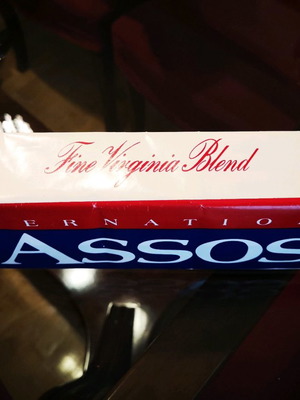 Fine Virginia Blend
ERNATIO
ASSOS